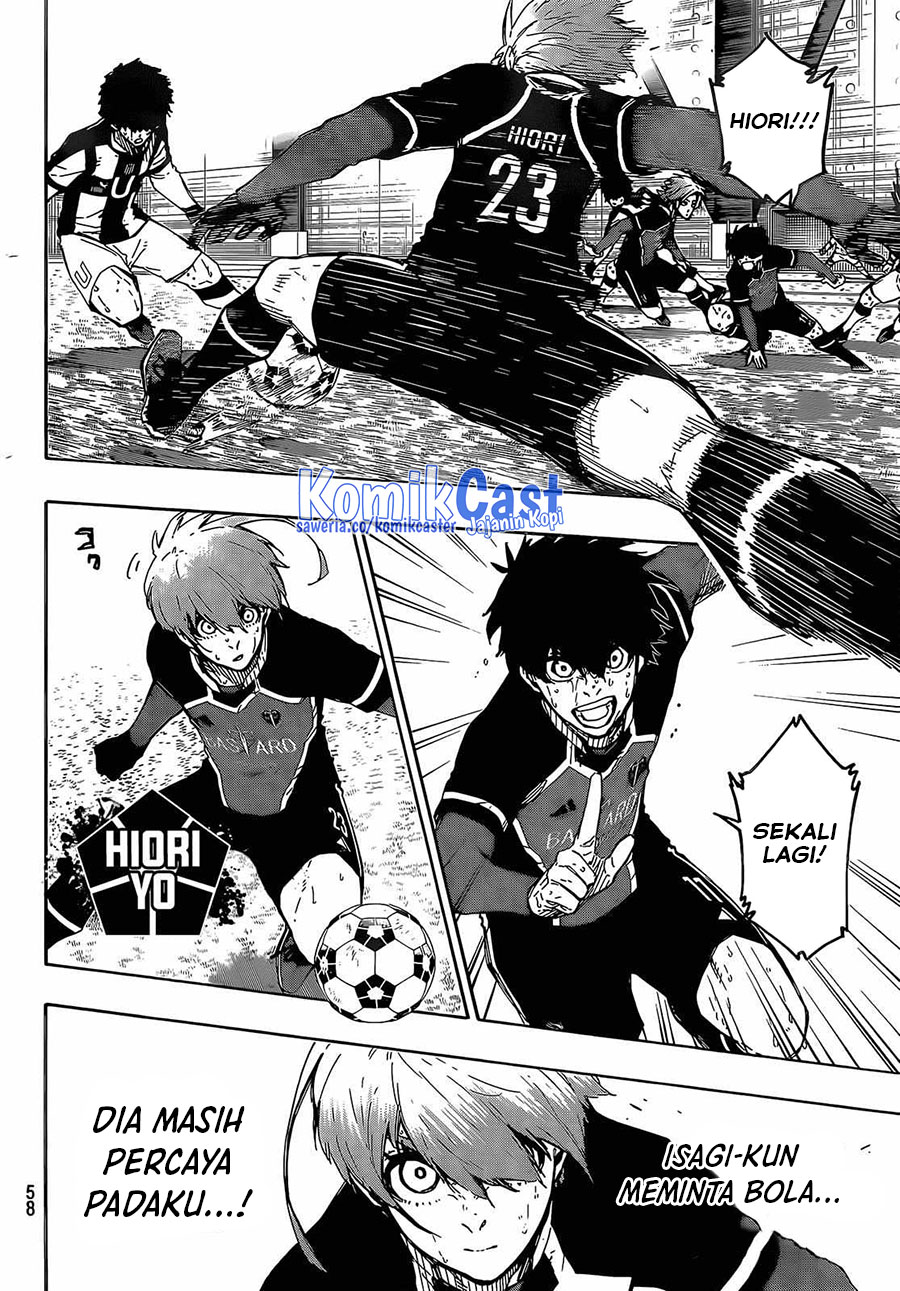 HIORI!!!
HIORI
23
KomikCast
saweria.co/komikcaster Jajanin Kopi
SEKALI
LAGI!
BASTARD
BASTARD
HIORI
YO
ISAGI-KUN
MEMINTA BOLA...
DIA MASIH
PERCAYA
PADAKU...!
58